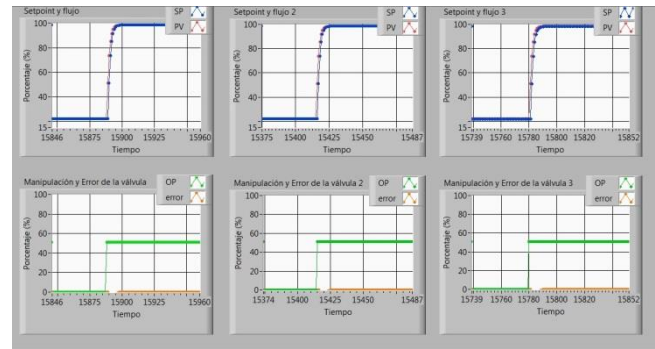 Setpoint y flujo
SP
PV
Porcentaje (%)
100
80
60
40
15
15846 15875 15900 15925 15960
Tiempo
Setpoint y flujo 2
SP
PV
Porcentaje (%)
100
80
60
40
15
15375 15400 15425 15450 15487
Tiempo
Setpoint y flujo 3
SP
PV
Porcentaje (%)
100
80
60
40
15
15739 15760 15780 15800 15820 15852
Tiempo
Manipulación y Error de la válvula
OP
error
Porcentaje (%)
100
80
60
40
20
0
15846 15875 15900 15925 15960
Tiempo
Manipulación y Error de la válvula 2
OP
error
Porcentaje (%)
100
80
60
40
20
0
15374 15400 15425 15450 15487
Tiempo
Manipulación y Error de la válvula 3
OP
error
Porcentaje (%)
100
80
60
40
20
0
15739 15760 15780 15800 15820 15852
Tiempo